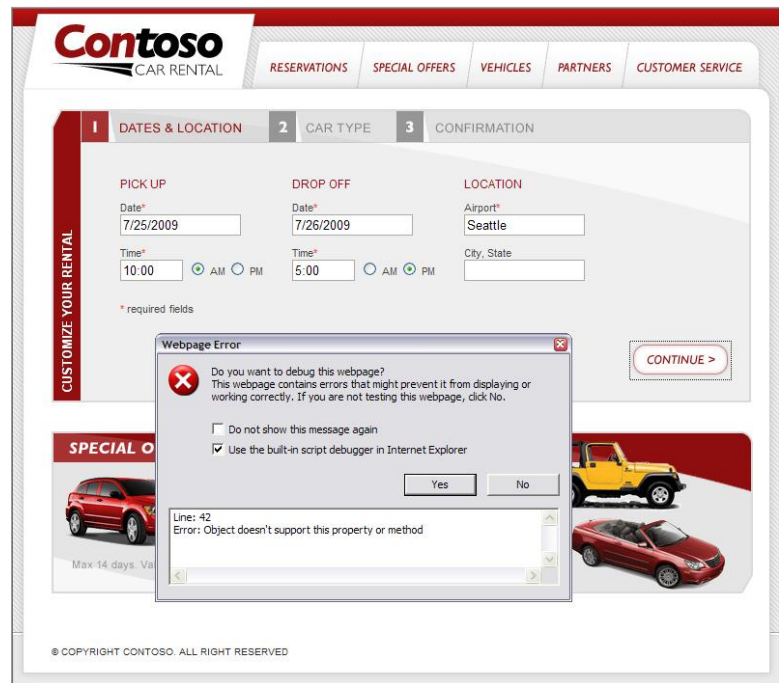 Contoso
CAR RENTAL
RESERVATIONS
SPECIAL OFFERS
VEHICLES
PARTNERS
CUSTOMER SERVICE
CUSTOMIZE YOUR RENTAL
1 DATES & LOCATION
2 CAR TYPE
3 CONFIRMATION
PICK UP
Date*
7/25/2009
Time*
10:00 AM PM
DROP OFF
Date*
7/26/2009
Time*
5:00 AM PM
LOCATION
Airport*
Seattle
City, State
* required fields
CONTINUE >
Webpage Error
Do you want to debug this webpage?
This webpage contains errors that might prevent it from displaying or
working correctly. If you are not testing this webpage, click No.
Do not show this message again
Use the built-in script debugger in Internet Explorer
Yes
No
Line: 42
Error: Object doesn't support this property or method
SPECIAL O
Max 14 days. Va
© COPYRIGHT CONTOSO. ALL RIGHT RESERVED